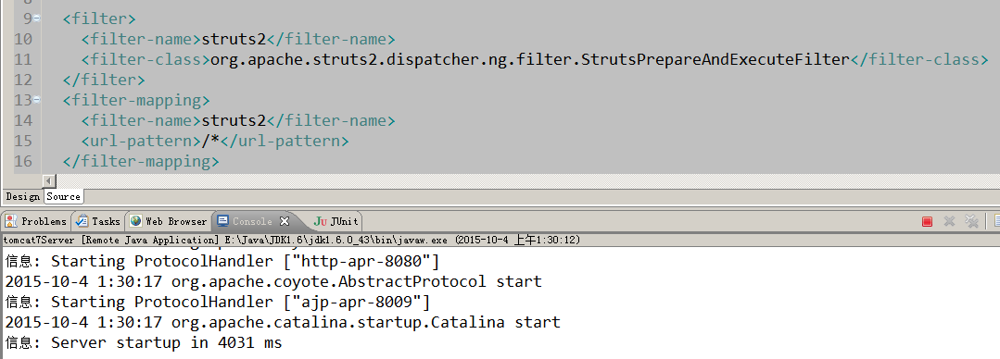 9 <filter>
10 <filter-name>struts2</filter-name>
11 <filter-class>org.apache.struts2.dispatcher.ng.filter.StrutsPrepareAndExecuteFilter</filter-class>
12 </filter>
13 <filter-mapping>
14 <filter-name>struts2</filter-name>
15 <url-pattern>/*</url-pattern>
16 </filter-mapping>
Design Source
Problems Tasks Web Browser Console JUnit
tomcat7Server [Remote Java Application] E:\Java\JDK1.6\jdk1.6.0_43\bin\javaw.exe (2015-10-4 上午1:30:12)
信息: Starting ProtocolHandler ["http-apr-8080"]
2015-10-4 1:30:17 org.apache.coyote.AbstractProtocol start
信息: Starting ProtocolHandler ["ajp-apr-8009"]
2015-10-4 1:30:17 org.apache.catalina.startup.Catalina start
信息: Server startup in 4031 ms